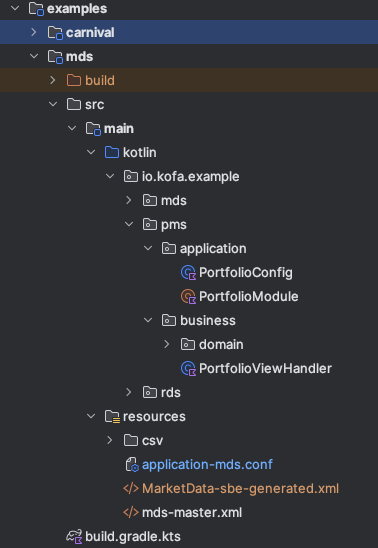 examples
carnival
mds
build
src
main
kotlin
io.kofa.example
mds
pms
application
PortfolioConfig
PortfolioModule
business
domain
PortfolioViewHandler
rds
resources
csv
application-mds.conf
MarketData-sbe-generated.xml
mds-master.xml
build.gradle.kts